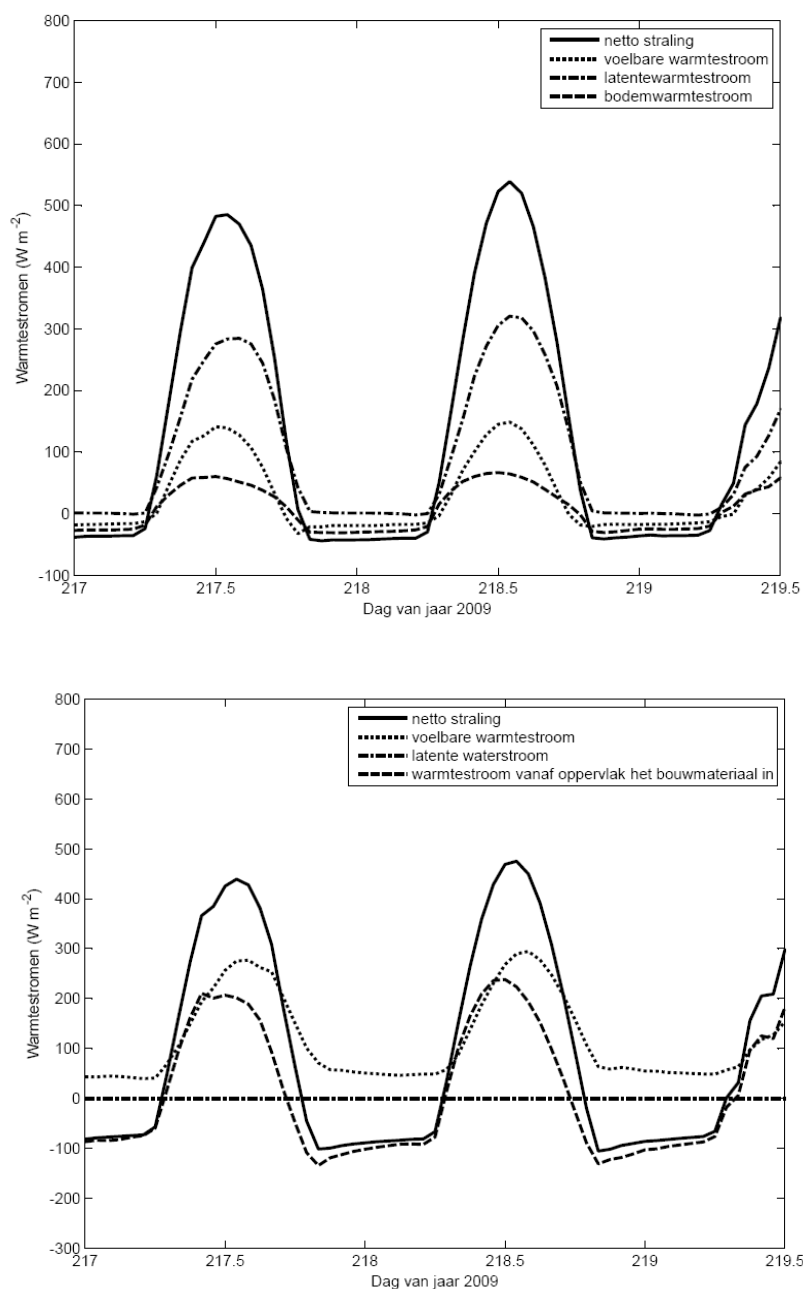 800
700
600
500
400
300
200
100
0
-100
Warmtestromen (W m-2)
netto straling
voelbare warmtestroom
latentewarmtestroom
bodemwarmtestroom
217
217.5
218
218.5
219
219.5
Dag van jaar 2009
800
700
600
500
400
300
200
100
0
-100
-200
-300
Warmtestromen (W m-2)
netto straling
voelbare warmtestroom
latente waterstroom
warmtestroom vanaf oppervlak het bouwmateriaal in
217
217.5
218
218.5
219
219.5
Dag van jaar 2009